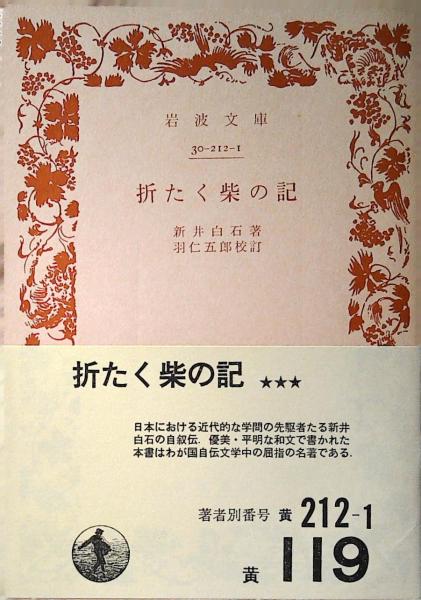 岩波文庫
30-212-1
折たく柴の記
新井白石著
羽仁五郎校訂
折たく柴の記 ★★★
日本における近代的な学問の先駆者たる新井
白石の自叙伝．優美・平明な和文で書かれた
本書はわが国自伝文学中の屈指の名著である．
著者別番号 黄 212-1
黄 119